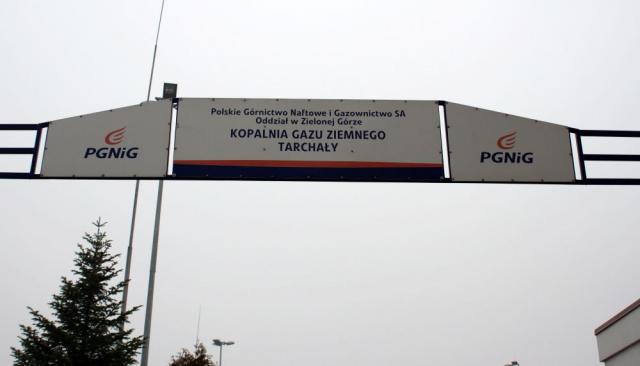 Polskie Górnictwo Naftowe i Gazownictwo SA
Oddział w Zielonej Górze
KOPALNIA GAZU ZIEMNEGO
TARCHAŁY
PGNiG
PGNiG